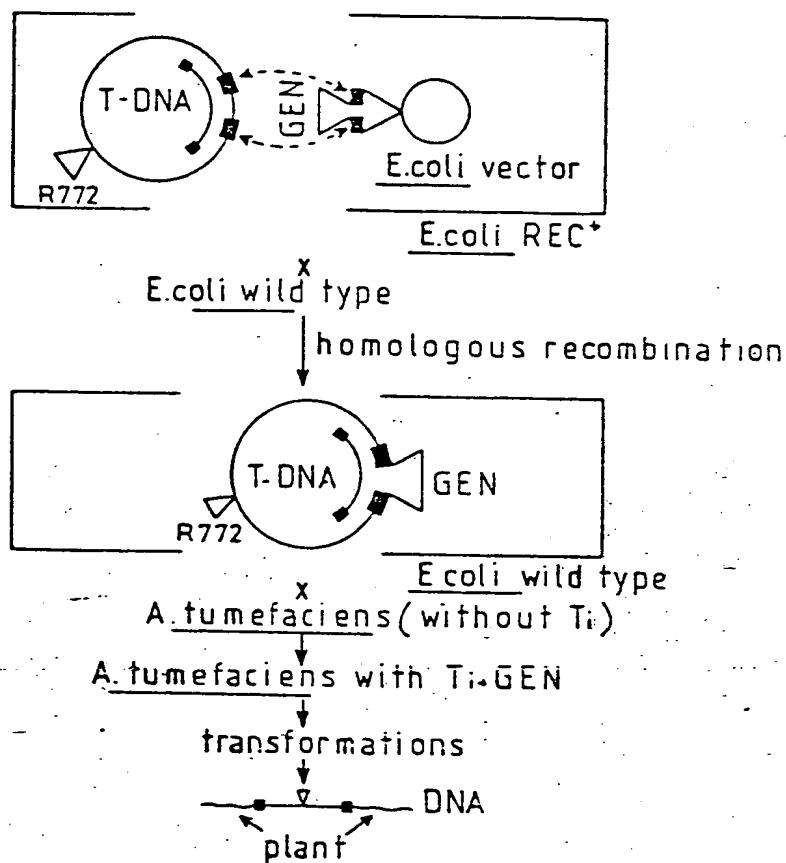 T-DNA
GEN
R772
E.coli vector
E.coli REC+
x
E.coli wild type
homologous recombination
T-DNA
GEN
R772
E coli wild type
x
A. tumefaciens (without Ti)
A. tumefaciens with Ti.GEN
transformations
DNA
plant